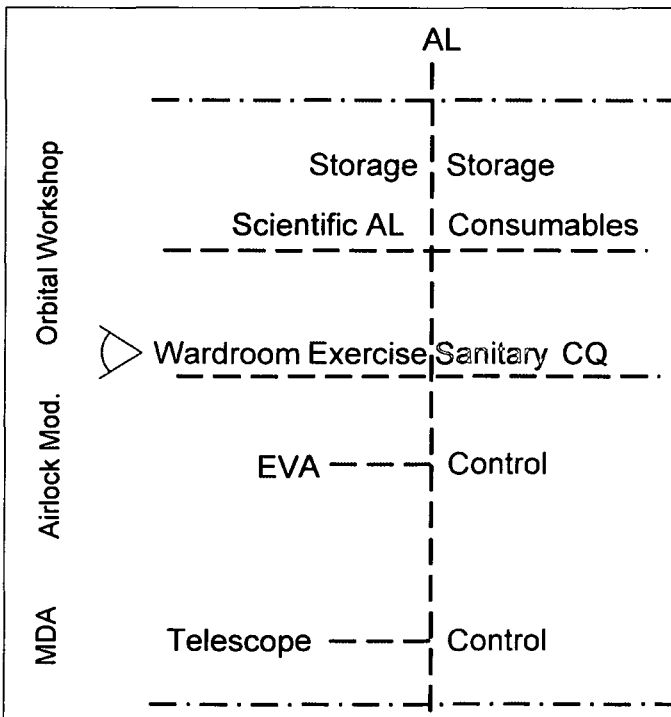 AL
Orbital Workshop
Storage Storage
Scientific AL Consumables
Wardroom Exercise Sanitary CQ
Airlock Mod.
EVA Control
MDA
Telescope Control